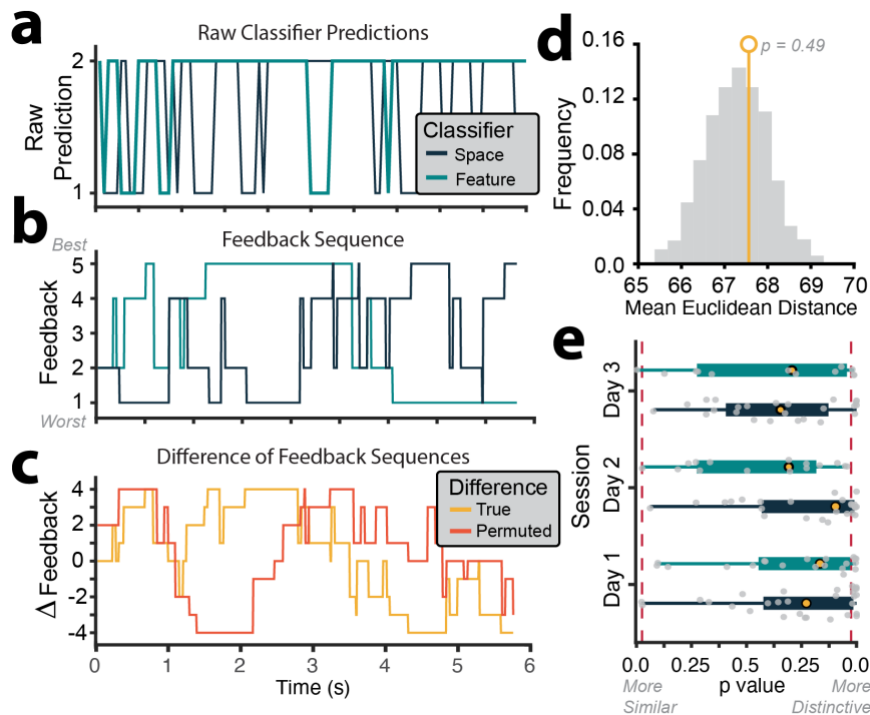 a
Raw Classifier Predictions
Raw
Prediction
2
1
Classifier
Space
Feature
b
Feedback Sequence
Best
Feedback
5
4
3
2
1
Worst
c
Difference of Feedback Sequences
Δ Feedback
4
2
0
-2
-4
Difference
True
Permuted
0 1 2 3 4 5 6
Time (s)
d
p = 0.49
Frequency
0.16
0.12
0.08
0.04
0.0
65 66 67 68 69 70
Mean Euclidean Distance
e
Session
Day 3
Day 2
Day 1
0.0 0.25 0.5 0.25 0.0
p value
More
Similar
More
Distinctive